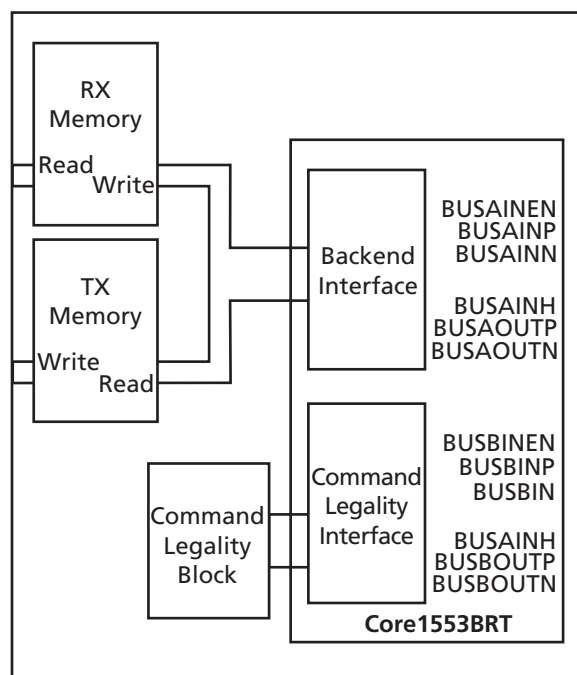 RX
Memory
Read
Write
TX
Memory
Write
Read
Backend
Interface
BUSAINEN
BUSAINP
BUSAINN
BUSAINH
BUSAOUTP
BUSAOUTN
Command
Legality
Block
Command
Legality
Interface
BUSBINEN
BUSBINP
BUSBIN
BUSAINH
BUSBOUTP
BUSBOUTN
Core1553BRT